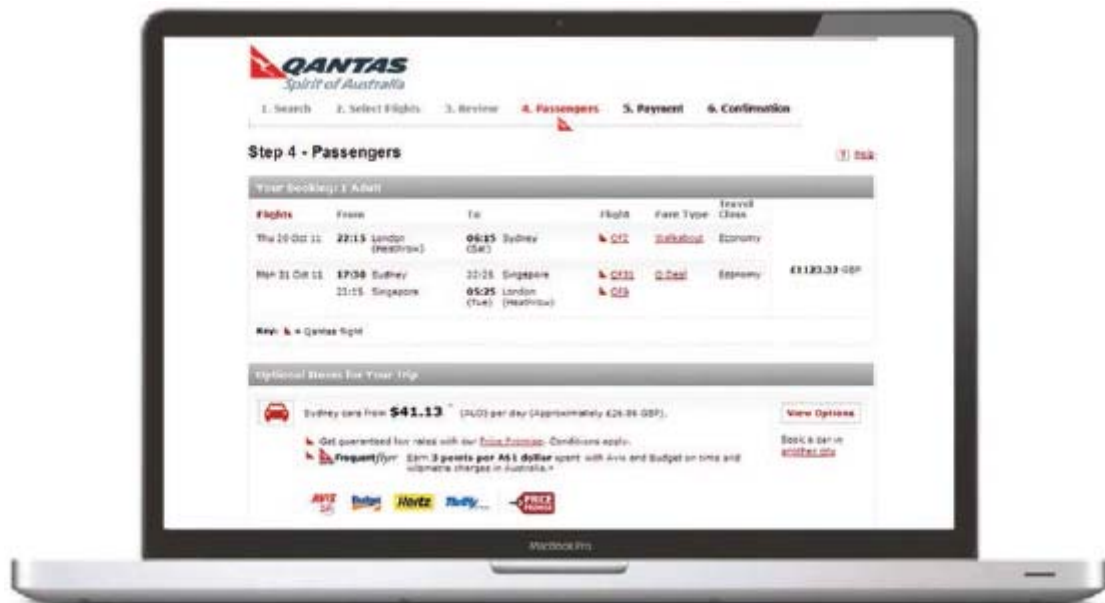 QANTAS
Spirit of Australia
1. Search 2. Select Flights 3. Review 4. Passengers 5. Payment 6. Confirmation
Step 4 - Passengers
? Help
Your Booking: 1 Adult
Flights From To Flight Fare Type Travel Class
Thu 20 Oct 11 22:15 London (Heathrow) 06:15 Sydney (Sat) QF2 Walkabout Economy
Mon 31 Oct 11 17:30 Sydney 22:25 Singapore QF31 Q Deal Economy
£1123.32 GBP
Singapore 05:25 London (Tue) (Heathrow) QF9
Key: = Qantas flight
Optional Items for Your Trip
Sydney cars from $41.13 * (AUD) per day (Approximately GBP).
View Options
Get guaranteed low rates with our Price Promise. Conditions apply.
Book a car in another city
Frequent flyer Earn 3 points per A$1 dollar spent with Avis and Budget on time and
kilometre charges in Australia.
AVIS Budget Hertz Thrifty PRICE PROMISE
MacBook Pro